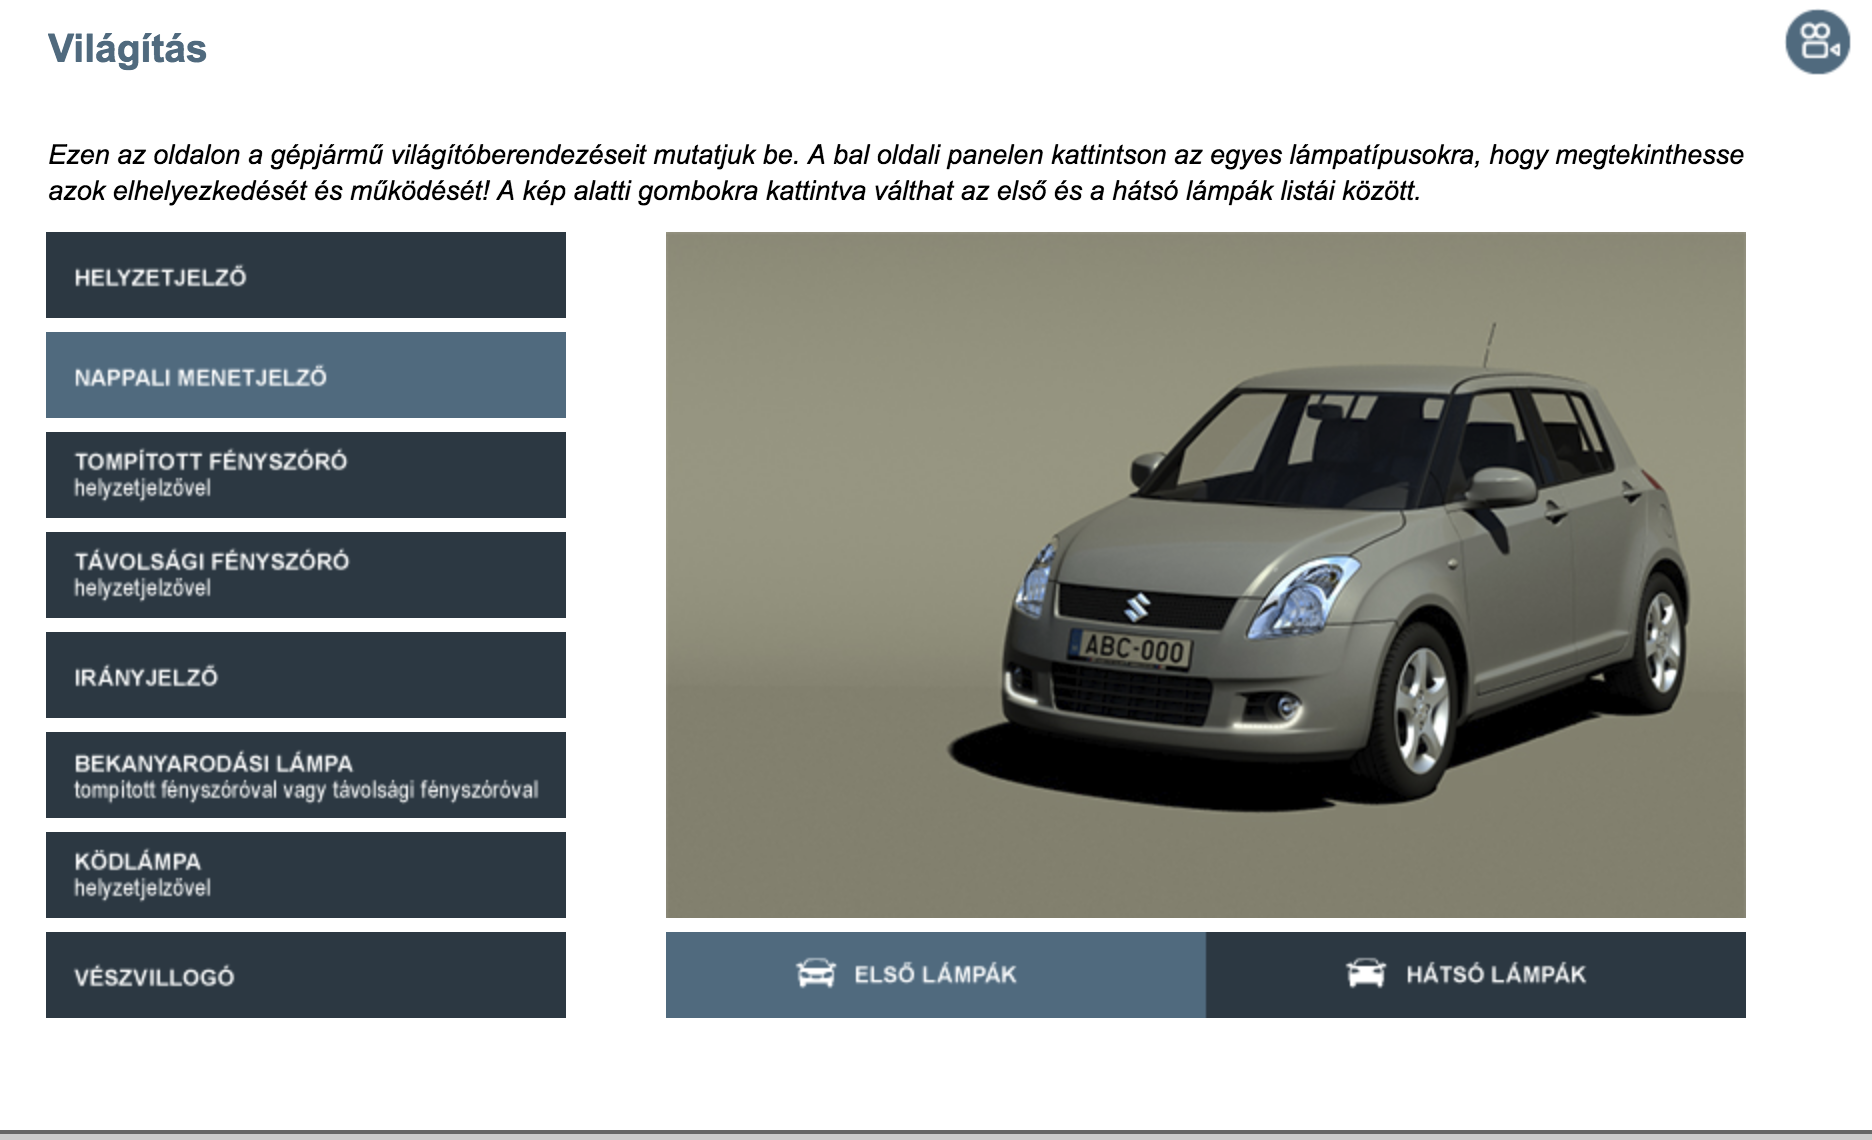 Világítás
Ezen az oldalon a gépjármű világítóberendezéseit mutatjuk be. A bal oldali panelen kattintson az egyes lámpatípusokra, hogy megtekinthesse
azok elhelyezkedését és működését! A kép alatti gombokra kattintva válthat az első és a hátsó lámpák listái között.
HELYZETJELZŐ
NAPPALI MENETJELZŐ
TOMPÍTOTT FÉNYSZÓRÓ
helyzetjelzővel
TÁVOLSÁGI FÉNYSZÓRÓ
helyzetjelzővel
IRÁNYJELZŐ
BEKANYARODÁSI LÁMPA
tompított fényszóróval vagy távolsági fényszóróval
KÖDLÁMPA
helyzetjelzővel
VÉSZVILLOGÓ
ABC-000
ELSŐ LÁMPÁK
HÁTSÓ LÁMPÁK